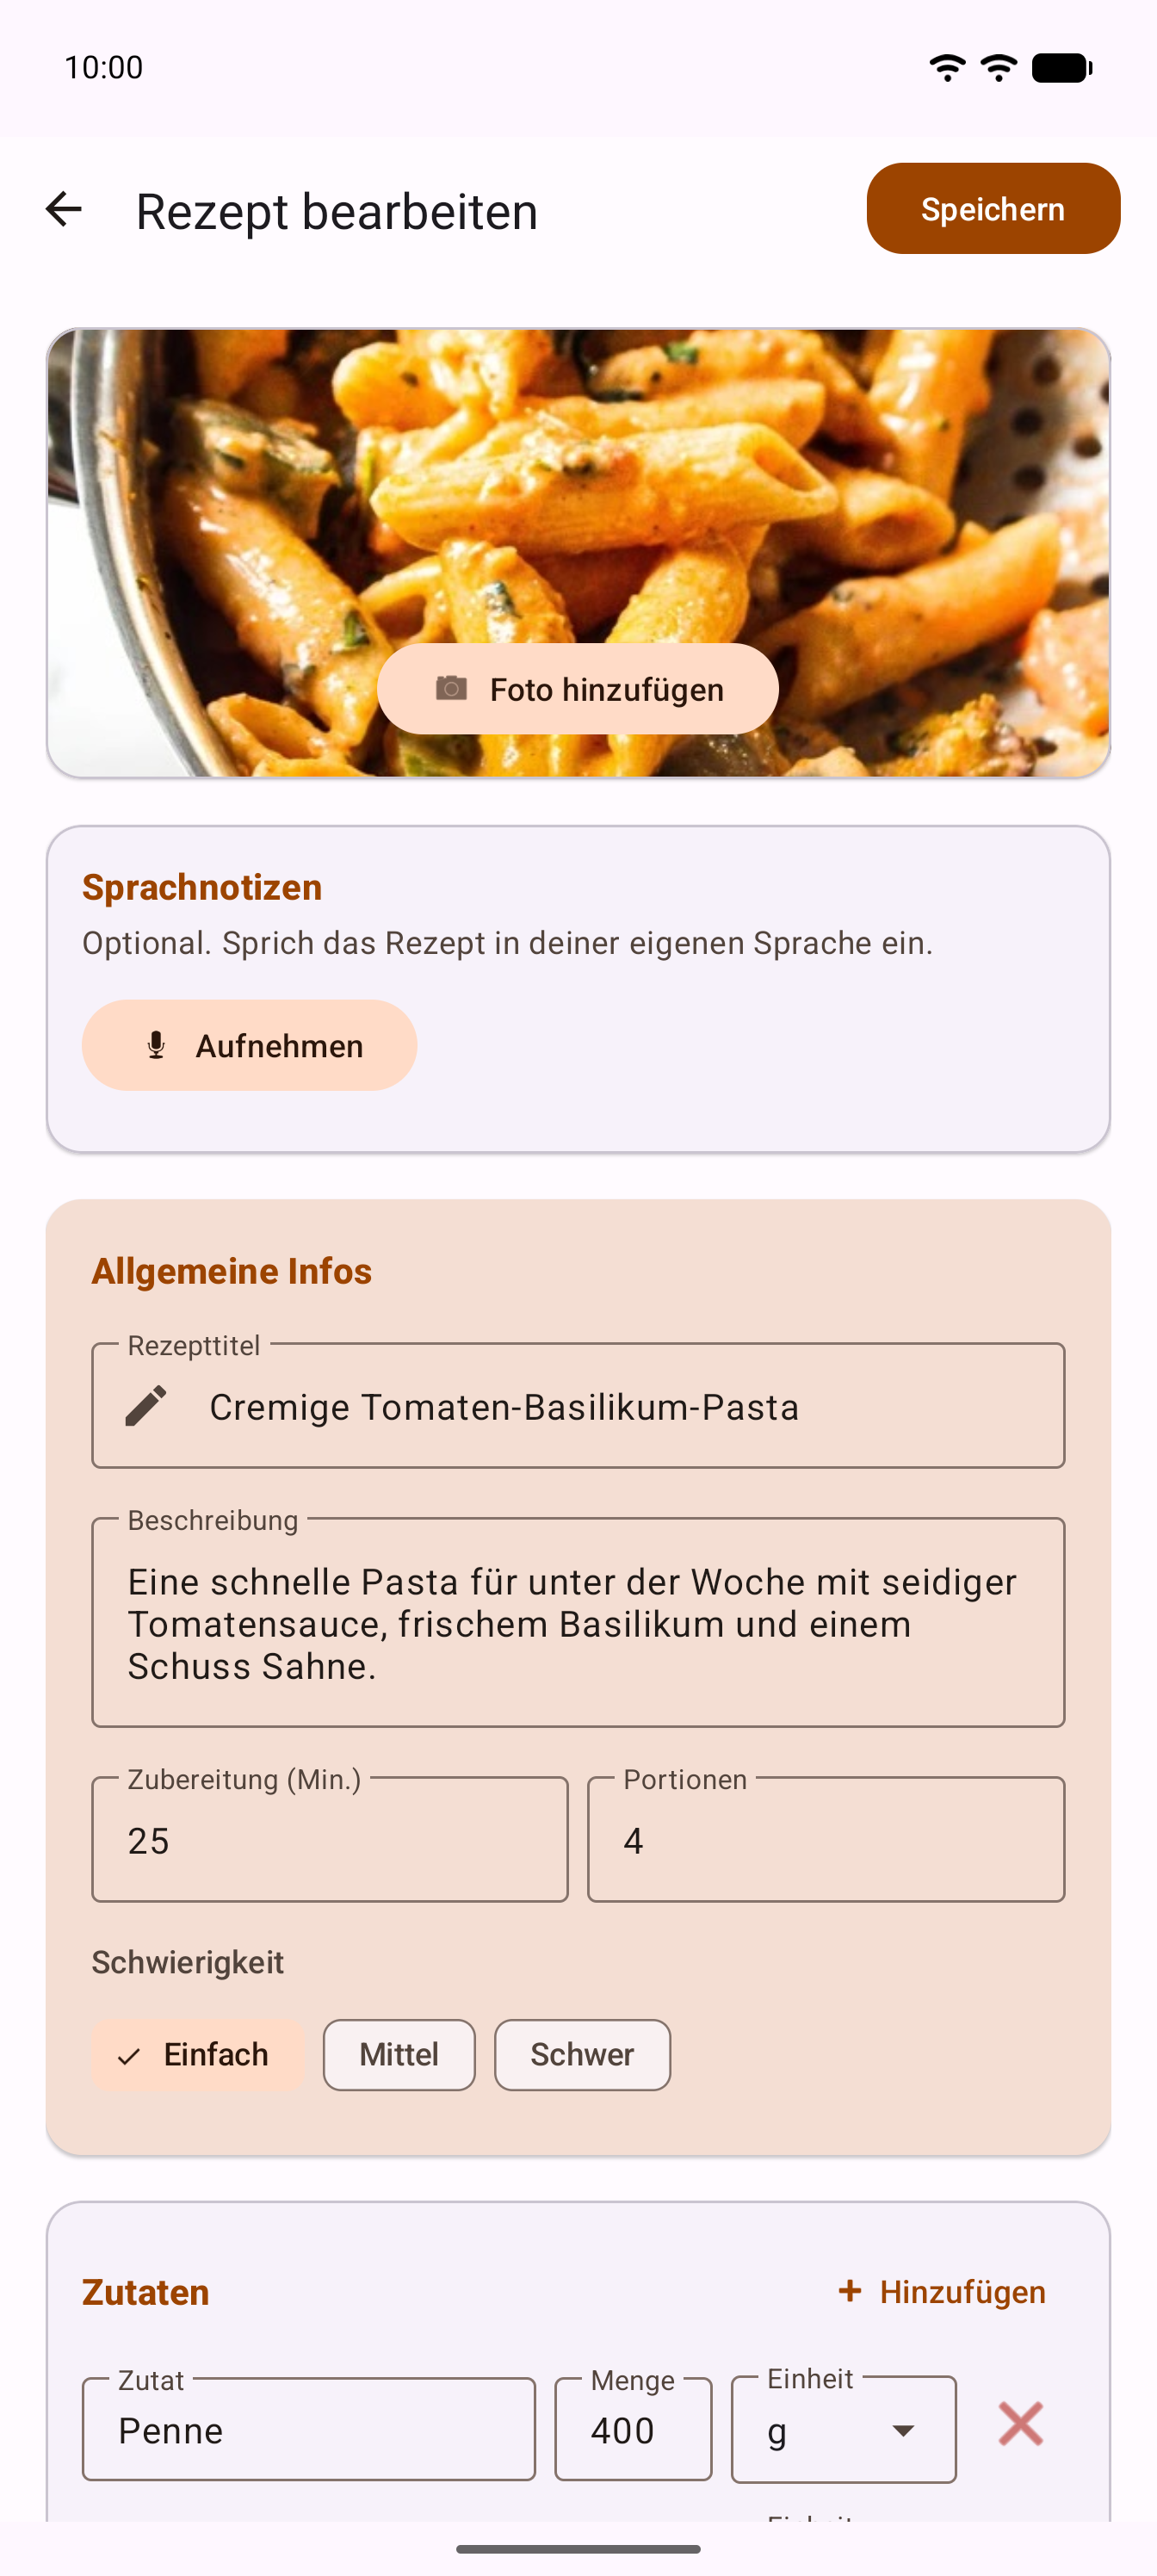 10:00
Rezept bearbeiten
Speichern
Foto hinzufügen
Sprachnotizen
Optional. Sprich das Rezept in deiner eigenen Sprache ein.
Aufnehmen
Allgemeine Infos
Rezepttitel
Cremige Tomaten-Basilikum-Pasta
Beschreibung
Eine schnelle Pasta für unter der Woche mit seidiger
Tomatensauce, frischem Basilikum und einem
Schuss Sahne.
Zubereitung (Min.)
Portionen
25
4
Schwierigkeit
Einfach
Mittel
Schwer
Zutaten
+ Hinzufügen
Zutat
Menge
Einheit
Penne
400
g